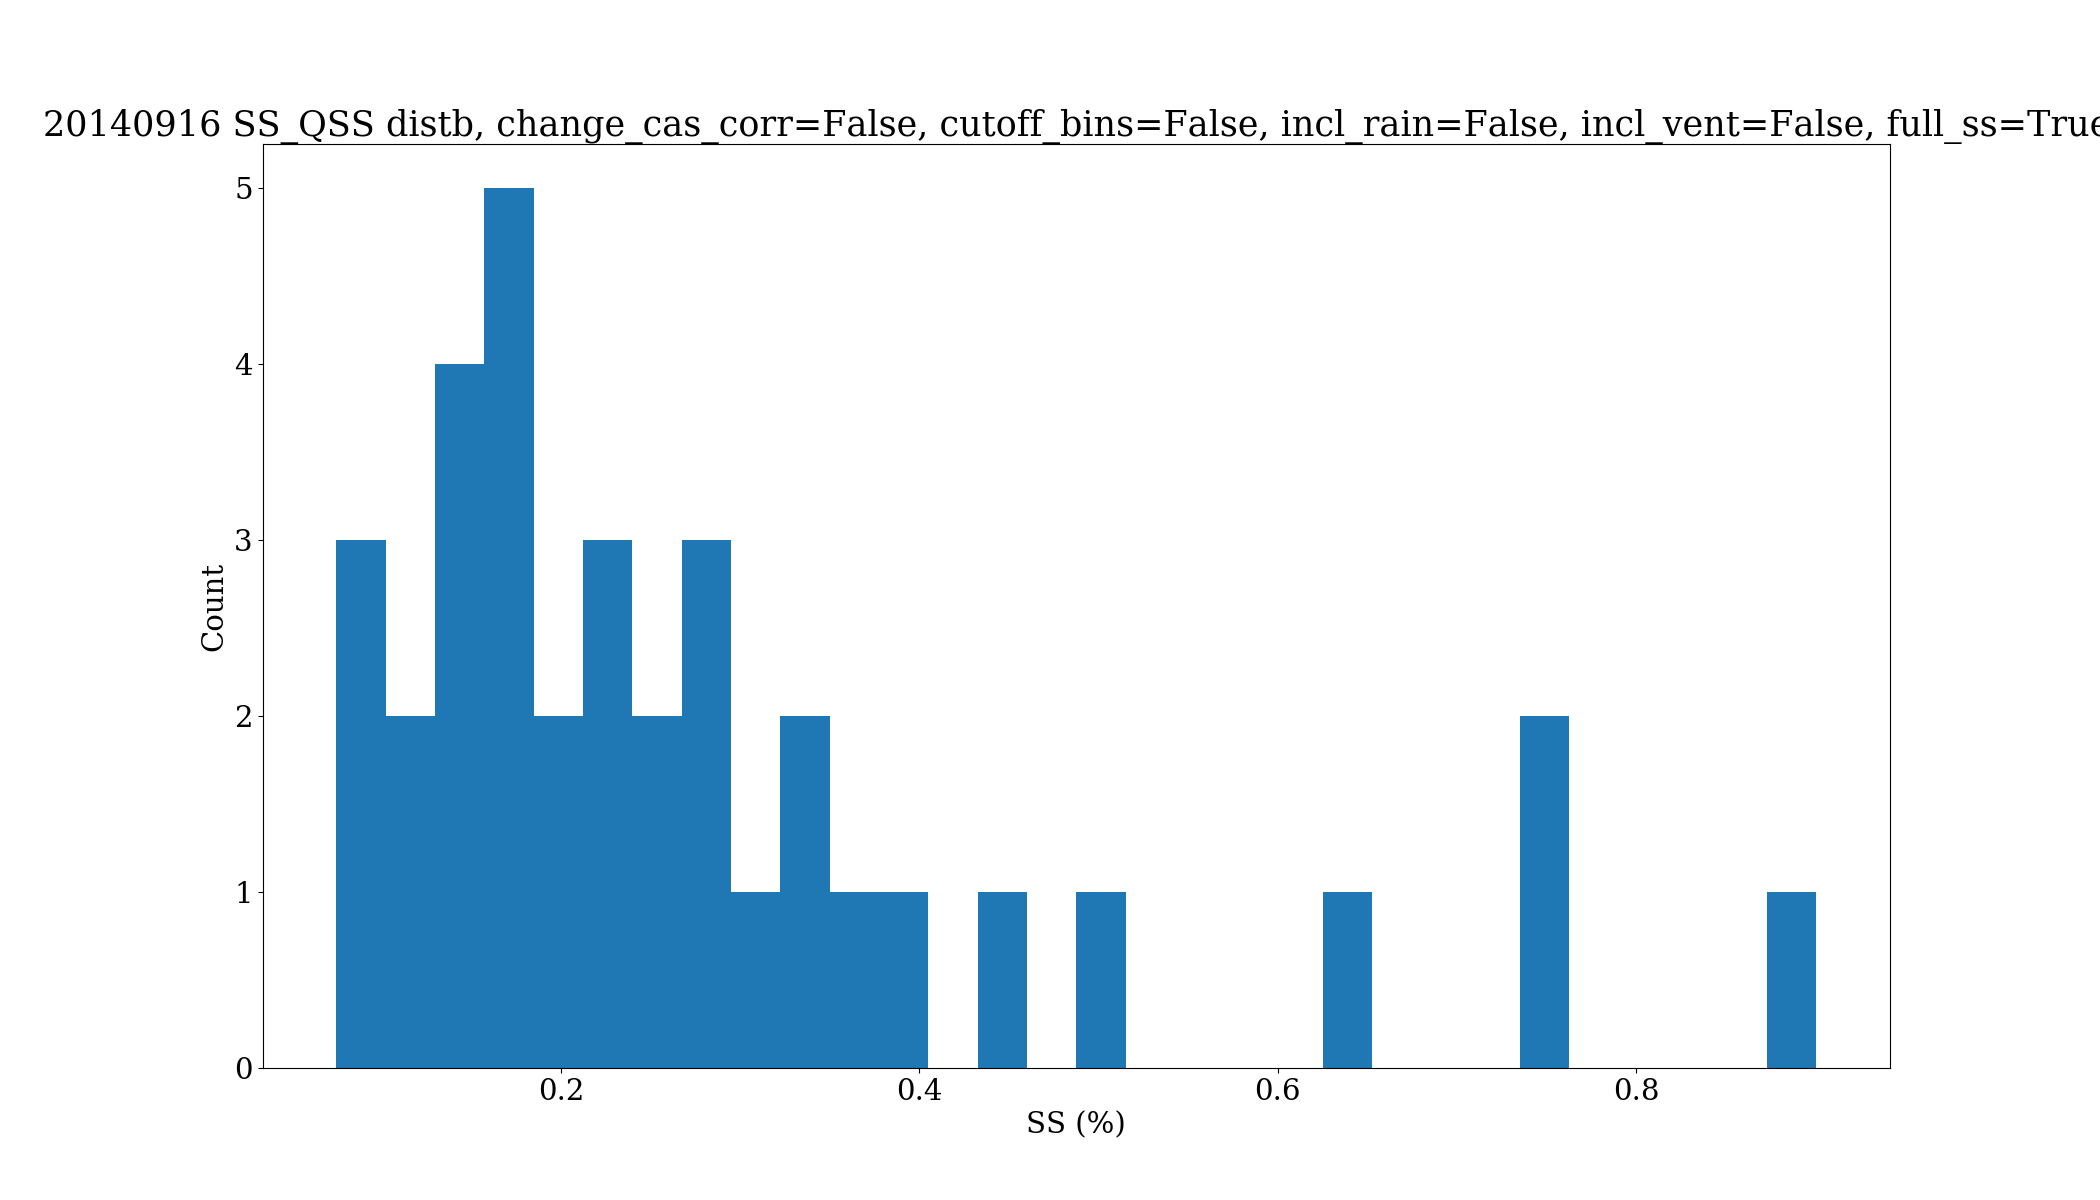 20140916 SS_QSS distb, change_cas_corr=False, cutoff_bins=False, incl_rain=False, incl_vent=False, full_ss=True
5
4
3
2
1
0
Count
0.2 0.4 0.6 0.8
SS (%)